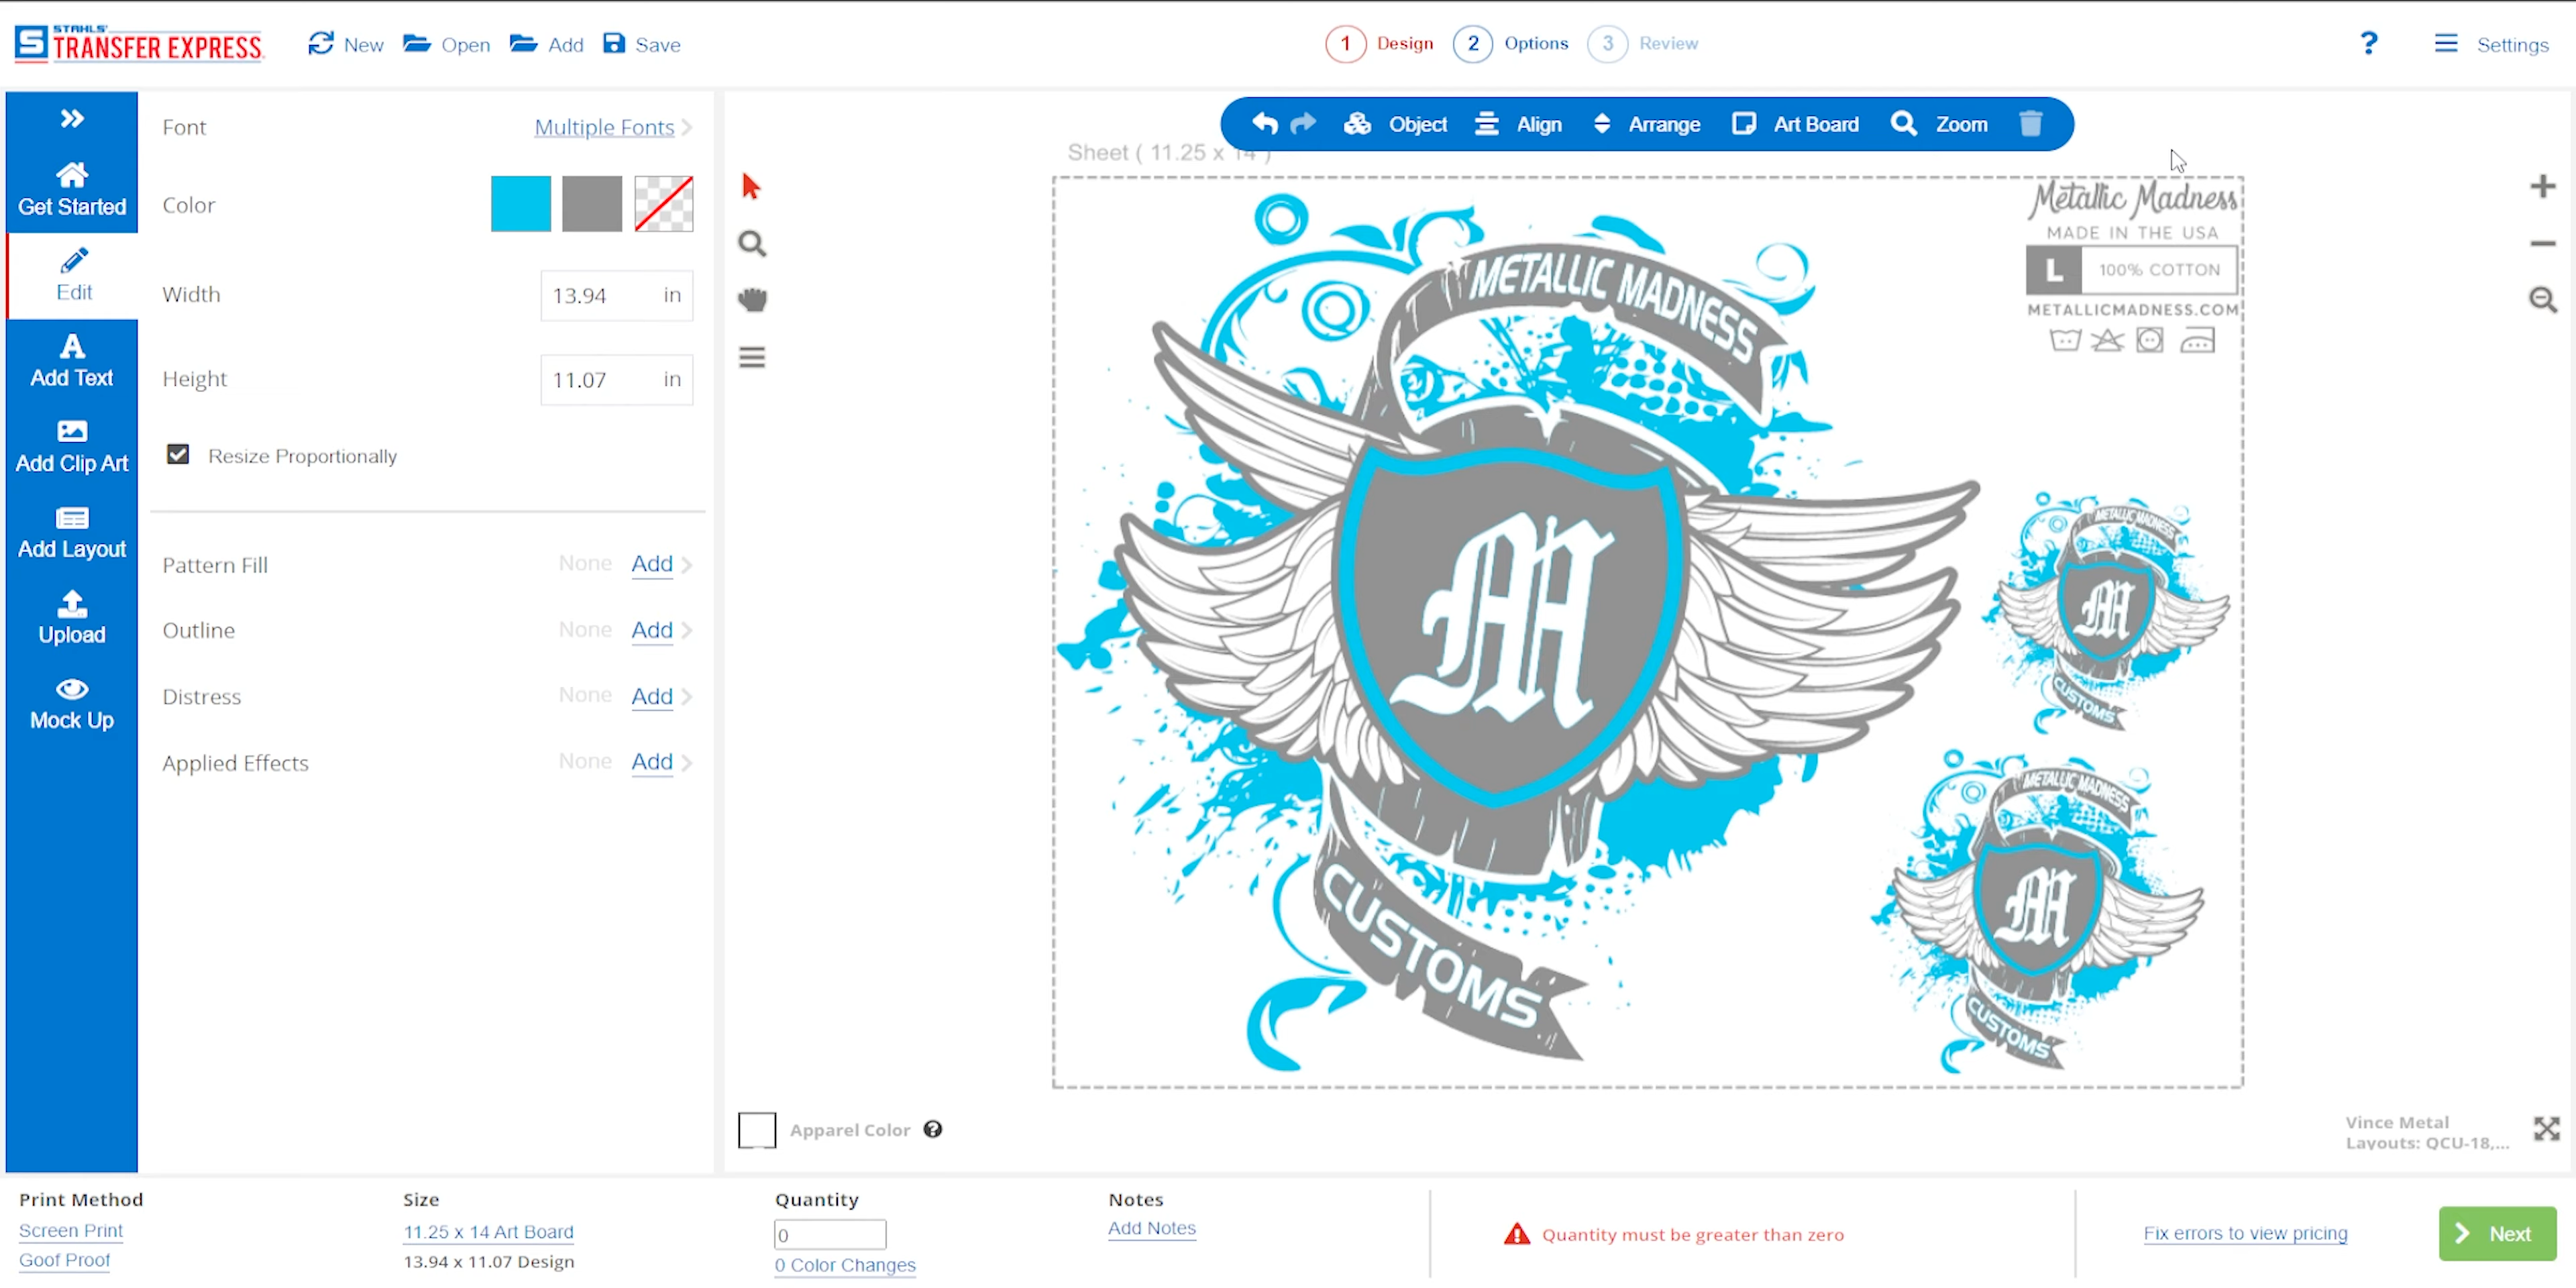 STAHLS'
TRANSFER EXPRESS
New
Open
Add
Save
1 Design
2 Options
3 Review
?
Settings
Get Started
Edit
Add Text
Add Clip Art
Add Layout
Upload
Mock Up
Font
Multiple Fonts
Color
Width
13.94 in
Height
11.07 in
Resize Proportionally
Pattern Fill
None Add
Outline
None Add
Distress
None Add
Applied Effects
None Add
Object
Align
Arrange
Art Board
Zoom
Sheet ( 11.25 x 14 )
METALLIC MADNESS
M
CUSTOMS
Metallic Madness
MADE IN THE USA
L 100% COTTON
METALLICMADNESS.COM
METALLIC MADNESS
M
CUSTOMS
METALLIC MADNESS
M
CUSTOMS
Apparel Color ?
Vince Metal
Layouts: QCU-18,...
Print Method
Screen Print
Goof Proof
Size
11.25 x 14 Art Board
13.94 x 11.07 Design
Quantity
0
0 Color Changes
Notes
Add Notes
Quantity must be greater than zero
Fix errors to view pricing
Next